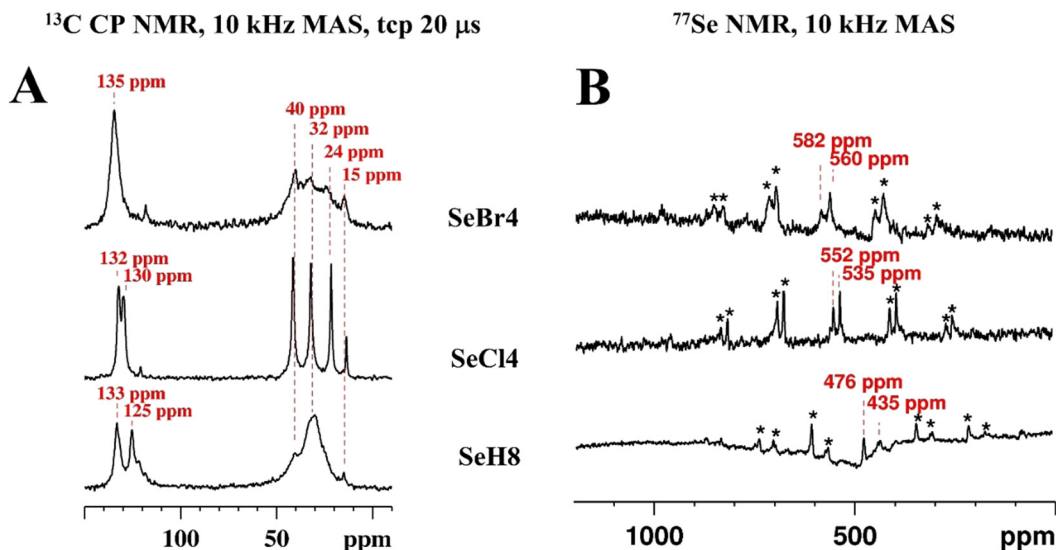 ¹³C CP NMR, 10 kHz MAS, tcp 20 μs
⁷⁷Se NMR, 10 kHz MAS
A
135 ppm
40 ppm
32 ppm
24 ppm
15 ppm
132 ppm
130 ppm
133 ppm
125 ppm
100
50
ppm
SeBr4
SeCl4
SeH8
B
582 ppm
560 ppm
* * * * * * * *
552 ppm
535 ppm
* * * * * * * *
476 ppm
435 ppm
* * * * * * * *
1000
500
ppm